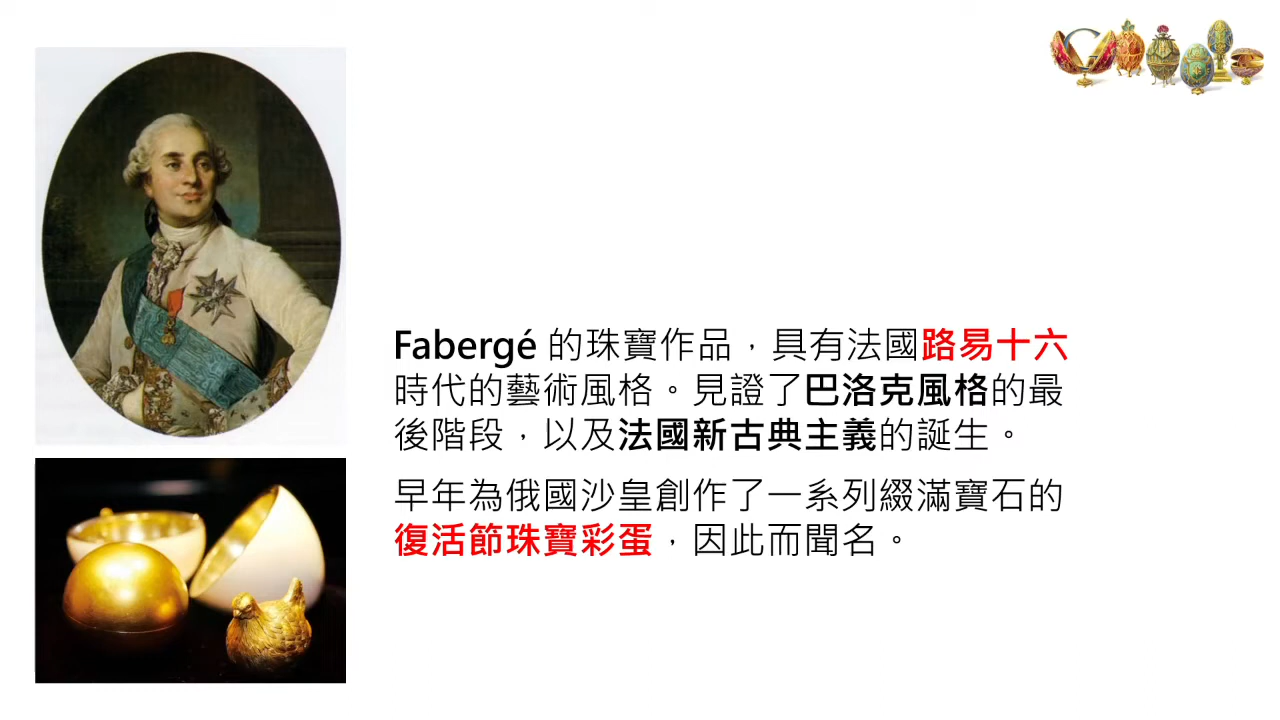 Fabergé 的珠寶作品，具有法國路易十六
時代的藝術風格。見證了巴洛克風格的最
後階段，以及法國新古典主義的誕生。
早年為俄國沙皇創作了一系列綴滿寶石的
復活節珠寶彩蛋，因此而聞名。